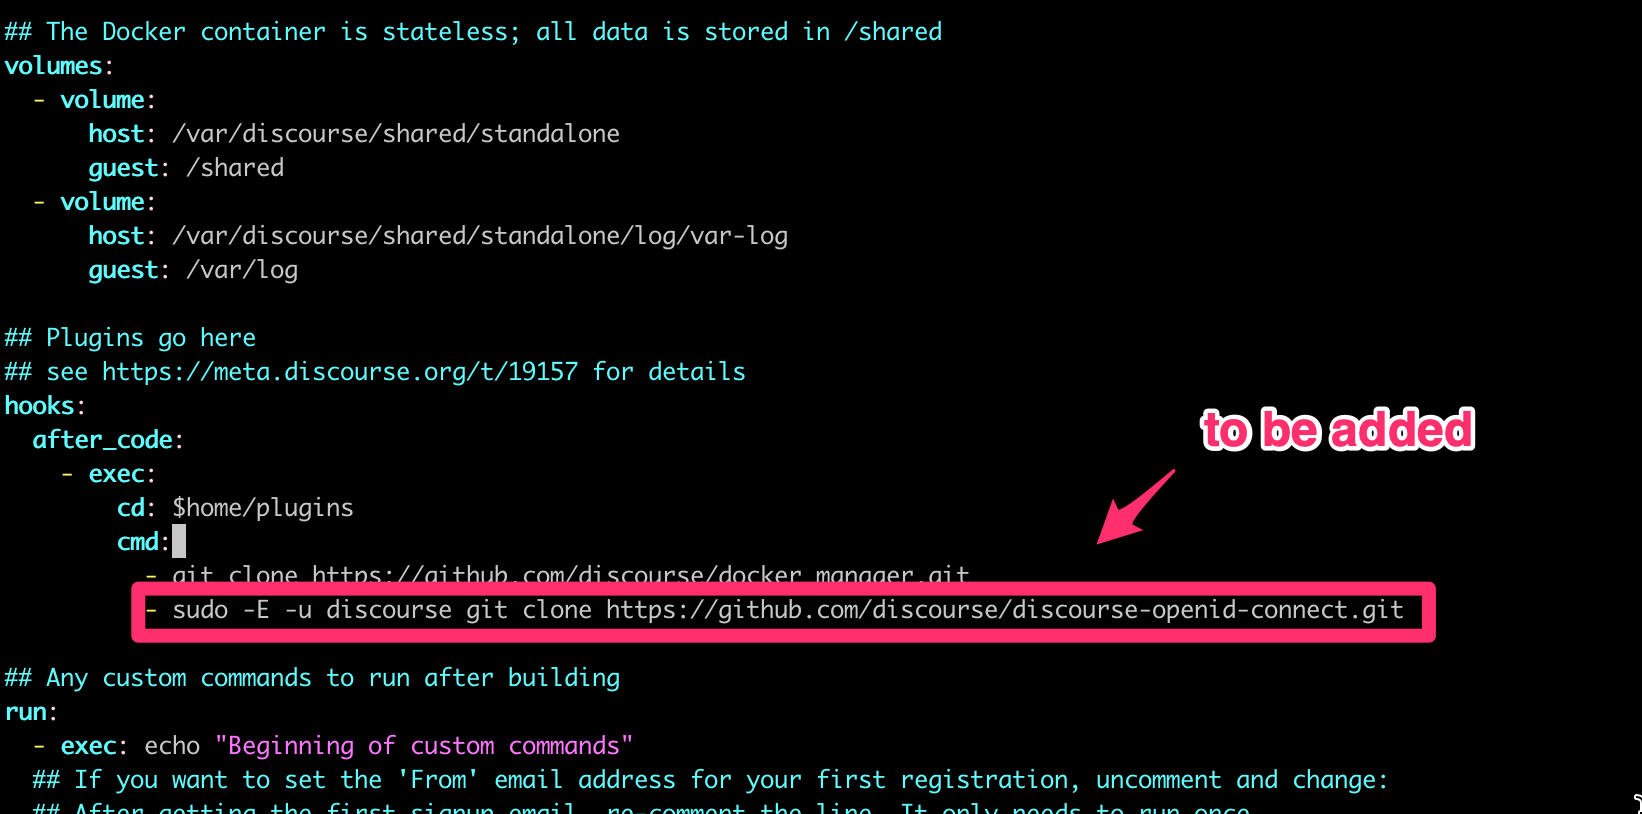 ## The Docker container is stateless; all data is stored in /shared
volumes:
  - volume:
      host: /var/discourse/shared/standalone
      guest: /shared
  - volume:
      host: /var/discourse/shared/standalone/log/var-log
      guest: /var/log
## Plugins go here
## see https://meta.discourse.org/t/19157 for details
hooks:
to be added
  after_code:
    - exec:
        cd: $home/plugins
        cmd:
          - git clone https://github.com/discourse/docker_manager.git
          - sudo -E -u discourse git clone https://github.com/discourse/discourse-openid-connect.git
## Any custom commands to run after building
run:
  - exec: echo "Beginning of custom commands"
  ## If you want to set the 'From' email address for your first registration, uncomment and change:
  ## After getting the first signup email, re-comment the line. It only needs to run once.